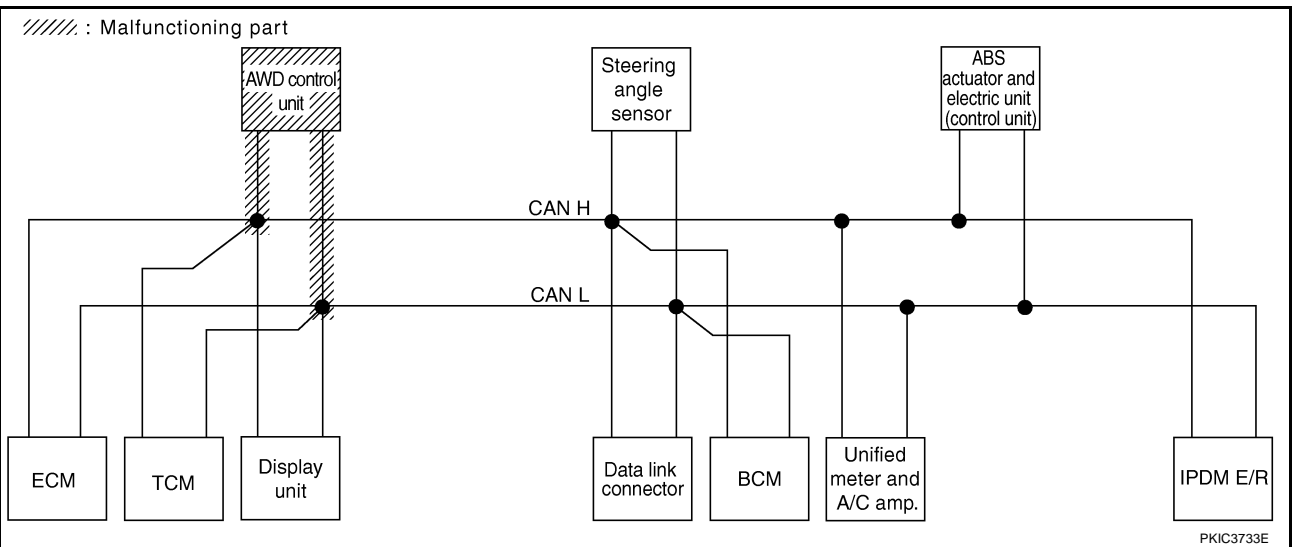 : Malfunctioning part
AWD control
unit
Steering
angle
sensor
ABS
actuator and
electric unit
(control unit)
CAN H
CAN L
ECM
TCM
Display
unit
Data link
connector
BCM
Unified
meter and
A/C amp.
IPDM E/R
PKIC3733E